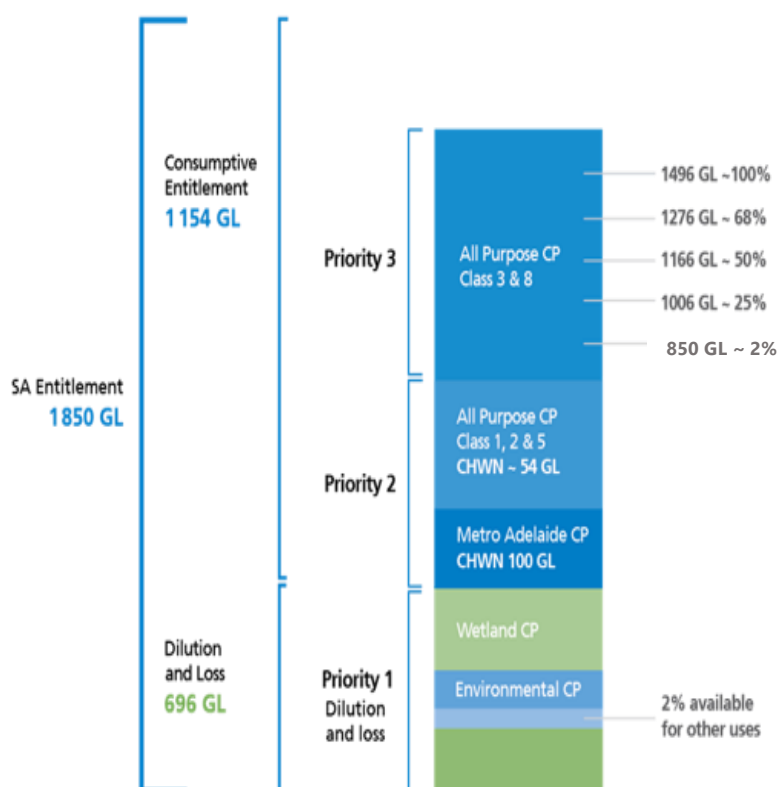 SA Entitlement
1850 GL
Consumptive
Entitlement
1154 GL
Dilution
and Loss
696 GL
Priority 3
Priority 2
Priority 1
Dilution
and loss
All Purpose CP
Class 3 & 8
All Purpose CP
Class 1, 2 & 5
CHWN ~ 54 GL
Metro Adelaide CP
CHWN 100 GL
Wetland CP
Environmental CP
1496 GL ~100%
1276 GL ~ 68%
1166 GL ~ 50%
1006 GL ~ 25%
850 GL ~ 2%
2% available
for other uses